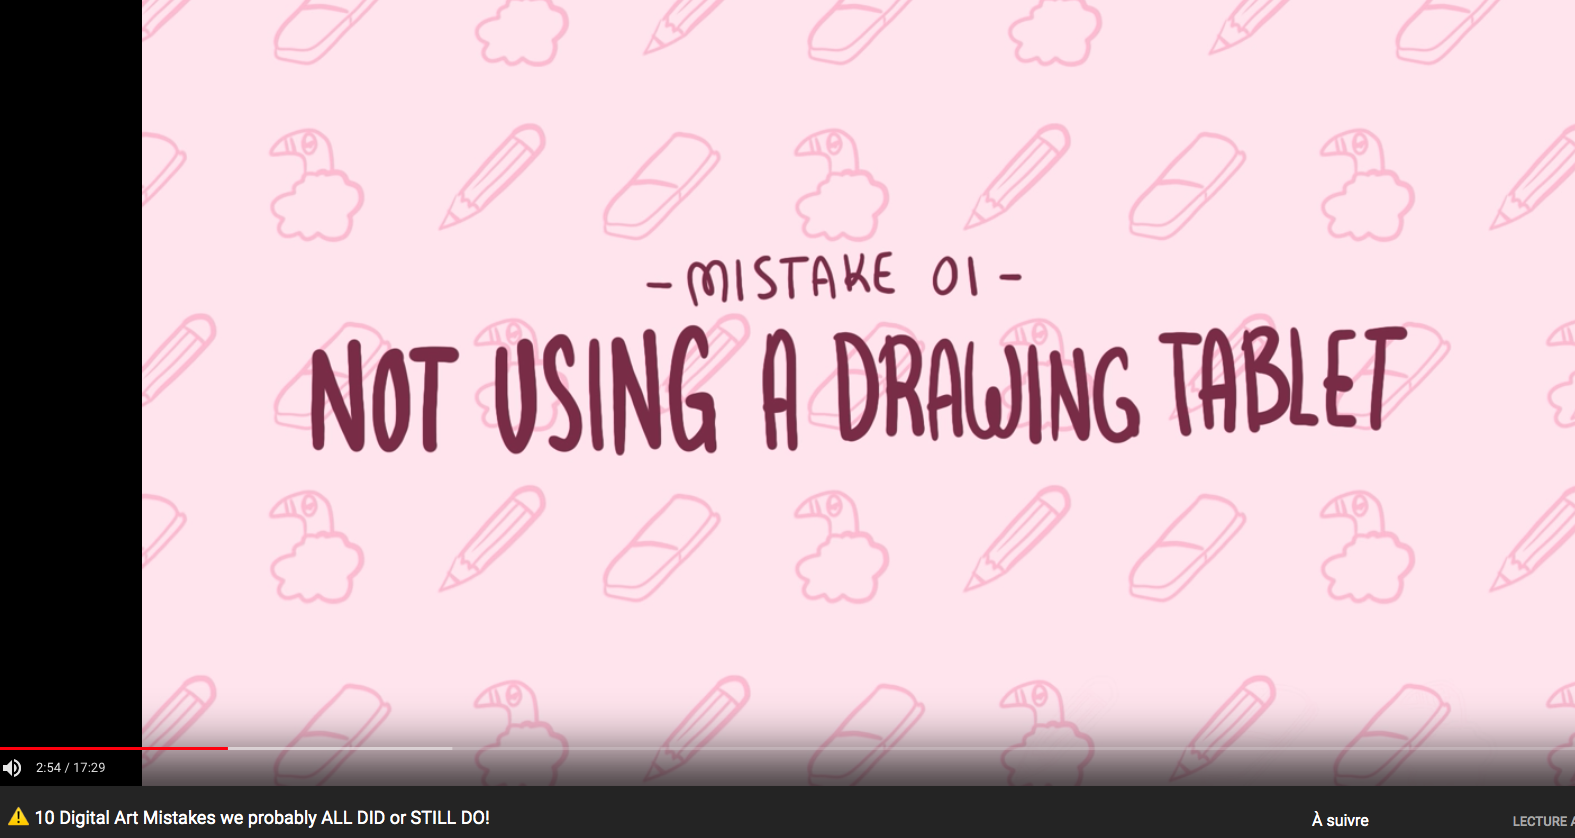 - MISTAKE 01 -
NOT USING A DRAWING TABLET
2:54 / 17:29
10 Digital Art Mistakes we probably ALL DID or STILL DO!
À suivre
LECTURE